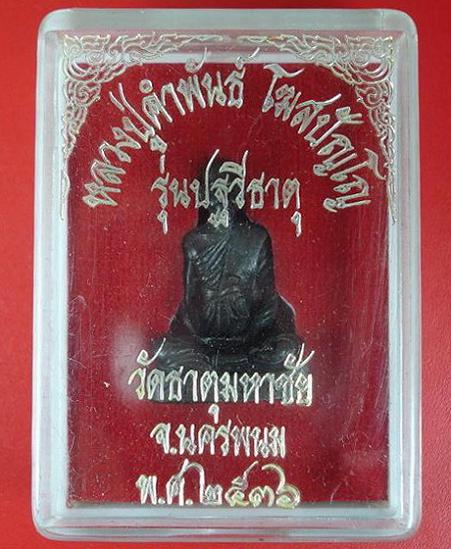 หลวงปู่คำพันธ์ โฆสปัญโญ
รุ่นปฐวีธาตุ
วัดธาตุมหาชัย
จ.นครพนม
พ.ศ.๒๕๓๖